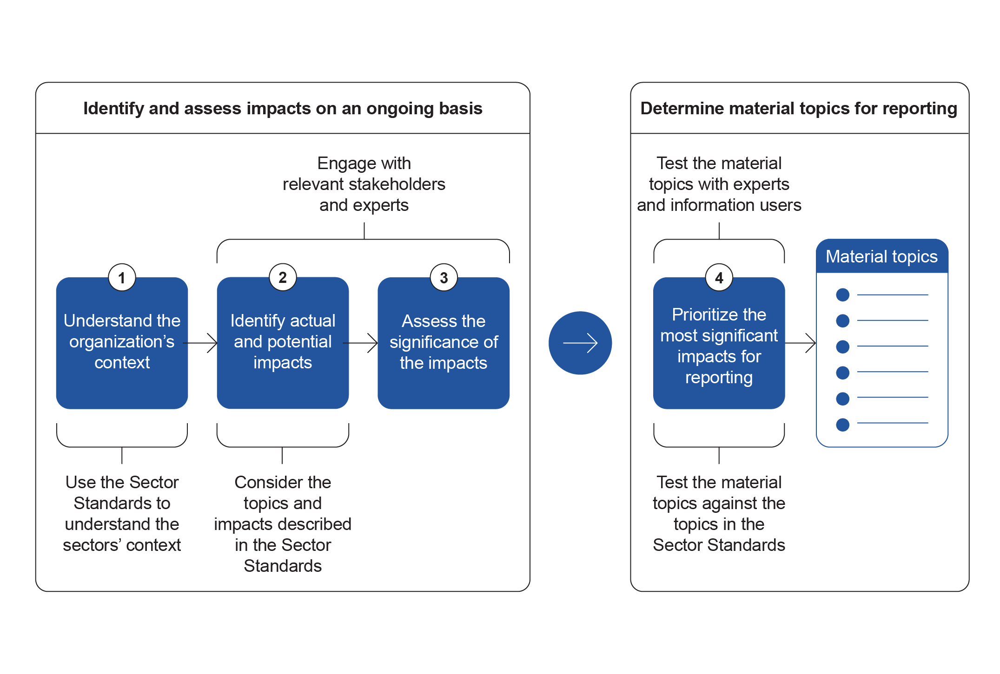 Identify and assess impacts on an ongoing basis
Engage with
relevant stakeholders
and experts
1
Understand the
organization’s
context
2
Identify actual
and potential
impacts
3
Assess the
significance of
the impacts
Use the Sector
Standards to
understand the
sectors’ context
Consider the
topics and
impacts described
in the Sector
Standards
Determine material topics for reporting
Test the material
topics with experts
and information users
4
Prioritize the
most significant
impacts for
reporting
Material topics
Test the material
topics against the
topics in the
Sector Standards